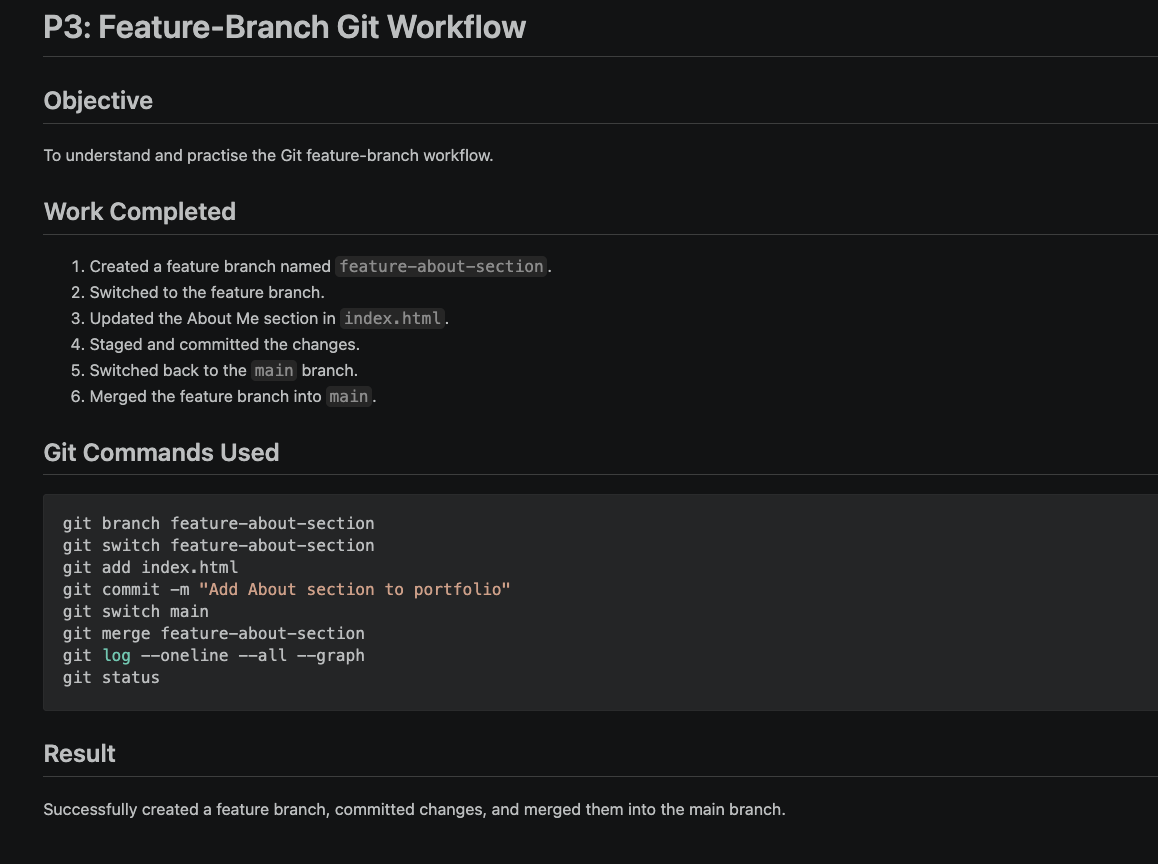 P3: Feature-Branch Git Workflow
Objective
To understand and practise the Git feature-branch workflow.
Work Completed
1. Created a feature branch named feature-about-section.
2. Switched to the feature branch.
3. Updated the About Me section in index.html.
4. Staged and committed the changes.
5. Switched back to the main branch.
6. Merged the feature branch into main.
Git Commands Used
git branch feature-about-section
git switch feature-about-section
git add index.html
git commit -m "Add About section to portfolio"
git switch main
git merge feature-about-section
git log --oneline --all --graph
git status
Result
Successfully created a feature branch, committed changes, and merged them into the main branch.